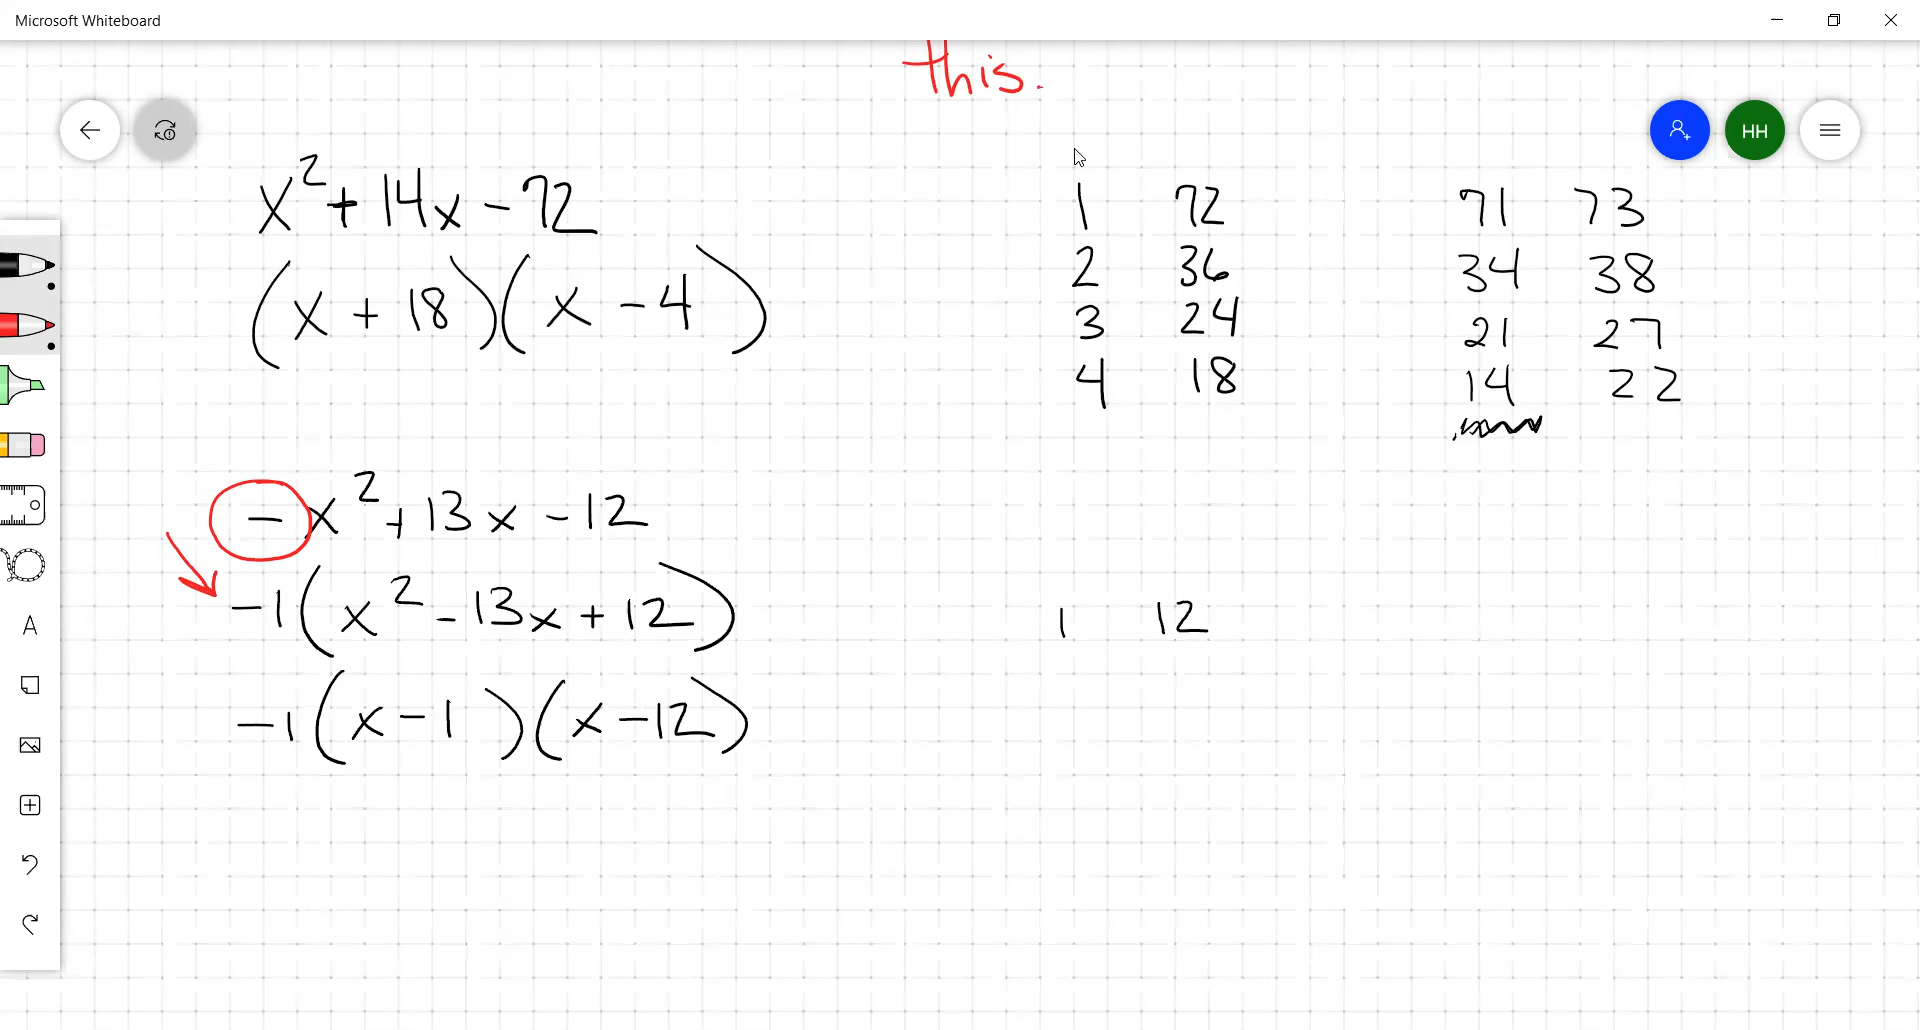 Microsoft Whiteboard
this.
HH
x² + 14x - 72
(x + 18)(x - 4)
1 72 71 73
2 36 34 38
3 24 21 27
4 18 14 22
-x² + 13x - 12
-1(x² - 13x + 12)
1 12
-1(x - 1)(x - 12)
A